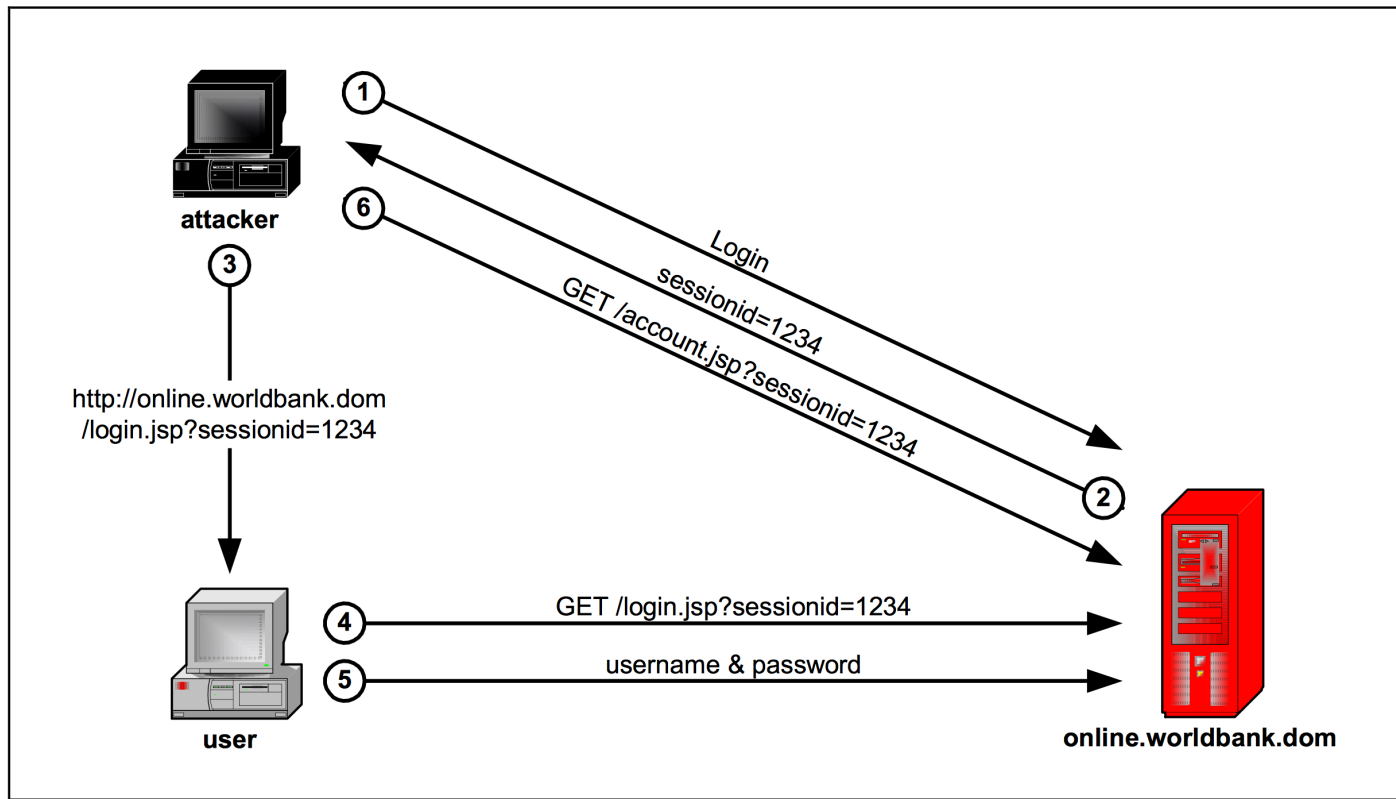 1
attacker
6
3
Login
sessionid=1234
GET /account.jsp?sessionid=1234
http://online.worldbank.dom
/login.jsp?sessionid=1234
2
4
GET /login.jsp?sessionid=1234
5
username & password
user
online.worldbank.dom